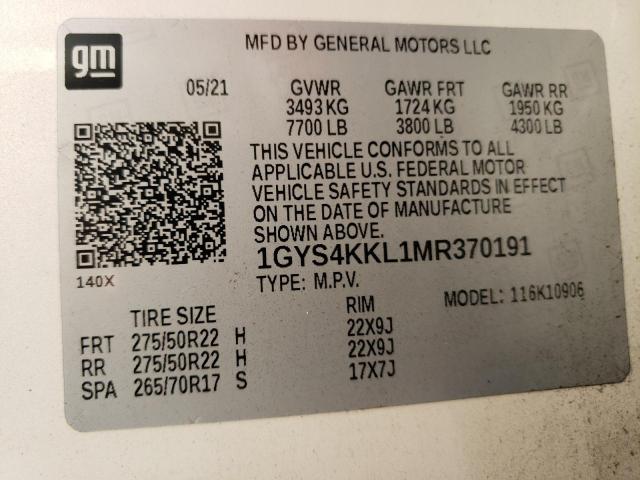 gm
MFD BY GENERAL MOTORS LLC
05/21 GVWR GAWR FRT GAWR RR
3493 KG 1724 KG 1950 KG
7700 LB 3800 LB 4300 LB
THIS VEHICLE CONFORMS TO ALL
APPLICABLE U.S. FEDERAL MOTOR
VEHICLE SAFETY STANDARDS IN EFFECT
ON THE DATE OF MANUFACTURE
SHOWN ABOVE.
1GYS4KKL1MR370191
140X
TYPE: M.P.V. MODEL: 116K10906
TIRE SIZE RIM
FRT 275/50R22 H 22X9J
RR 275/50R22 H 22X9J
SPA 265/70R17 S 17X7J